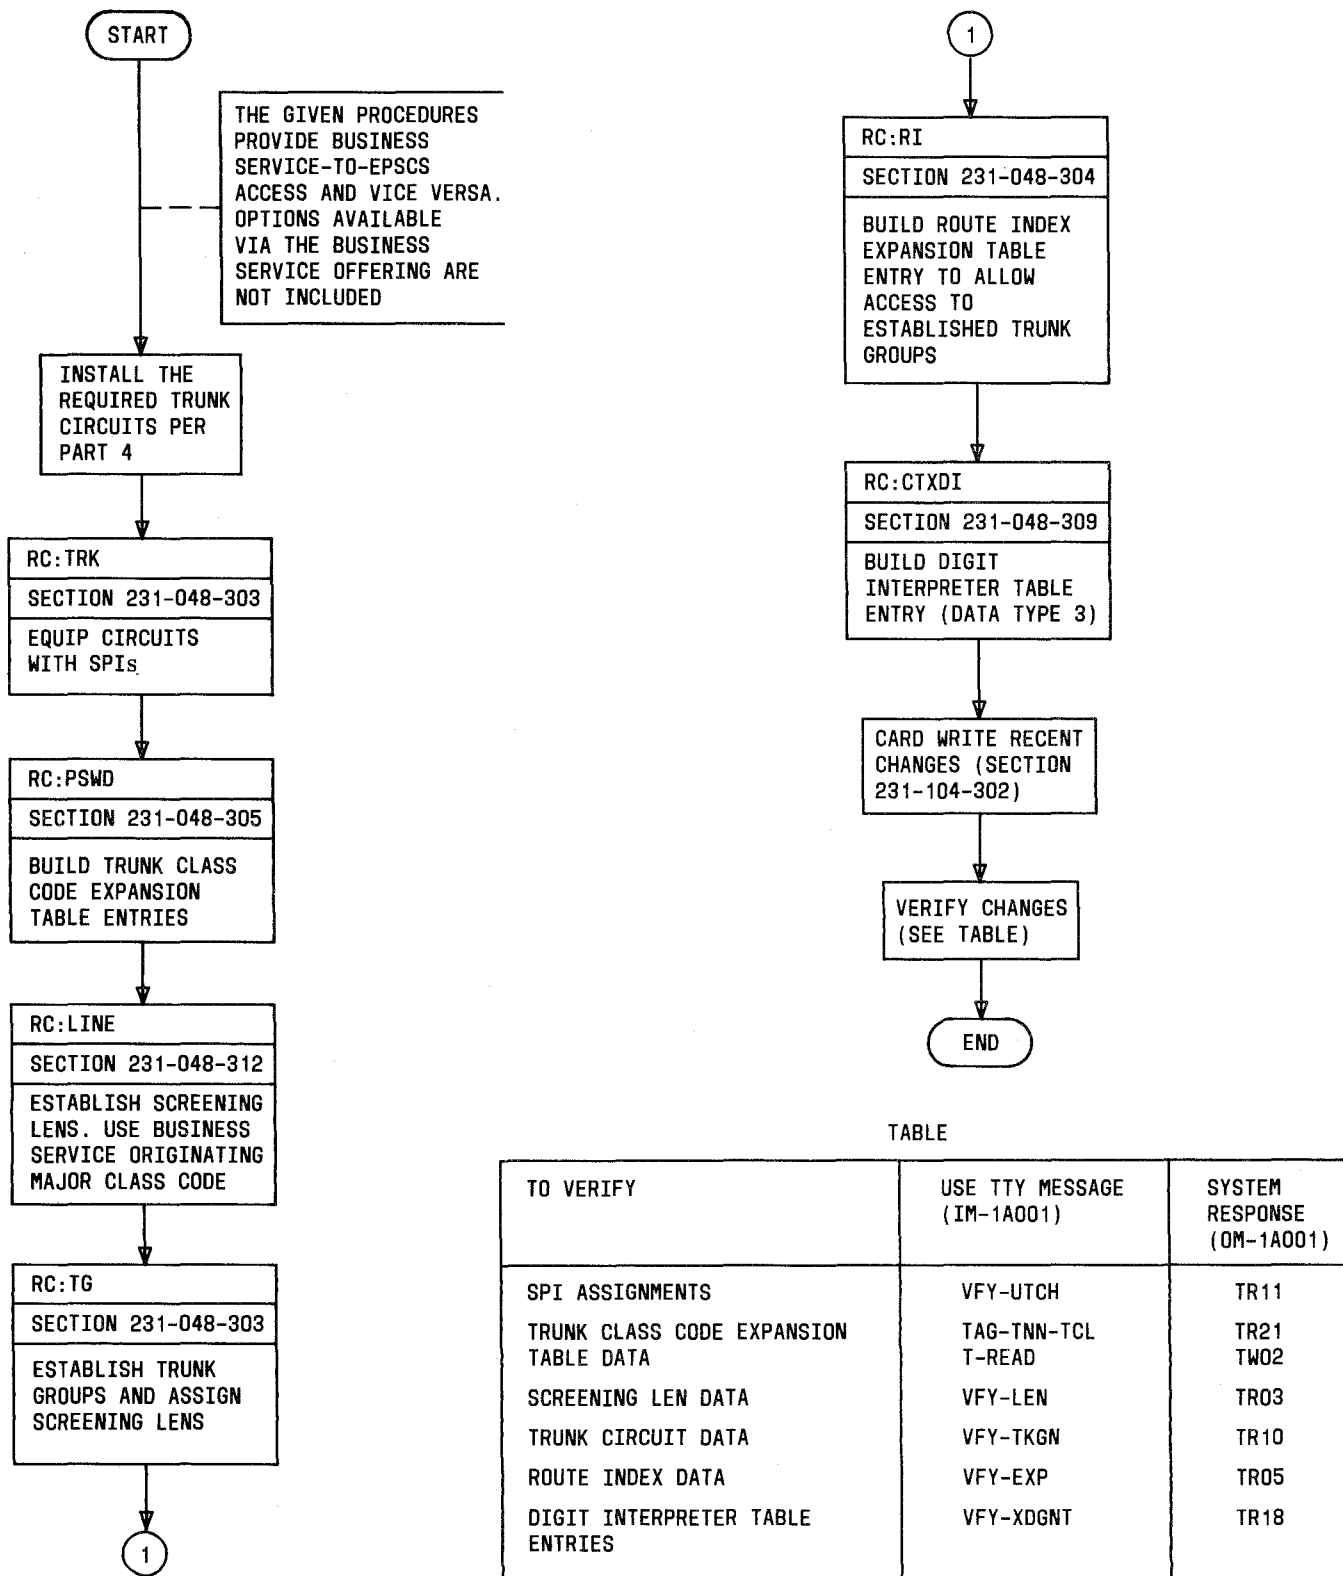 START
THE GIVEN PROCEDURES
PROVIDE BUSINESS
SERVICE-TO-EPSCS
ACCESS AND VICE VERSA.
OPTIONS AVAILABLE
VIA THE BUSINESS
SERVICE OFFERING ARE
NOT INCLUDED
INSTALL THE
REQUIRED TRUNK
CIRCUITS PER
PART 4
RC:TRK
SECTION 231-048-303
EQUIP CIRCUITS
WITH SPIs
RC:PSWD
SECTION 231-048-305
BUILD TRUNK CLASS
CODE EXPANSION
TABLE ENTRIES
RC:LINE
SECTION 231-048-312
ESTABLISH SCREENING
LENS. USE BUSINESS
SERVICE ORIGINATING
MAJOR CLASS CODE
RC:TG
SECTION 231-048-303
ESTABLISH TRUNK
GROUPS AND ASSIGN
SCREENING LENS
1
1
RC:RI
SECTION 231-048-304
BUILD ROUTE INDEX
EXPANSION TABLE
ENTRY TO ALLOW
ACCESS TO
ESTABLISHED TRUNK
GROUPS
RC:CTXDI
SECTION 231-048-309
BUILD DIGIT
INTERPRETER TABLE
ENTRY (DATA TYPE 3)
CARD WRITE RECENT
CHANGES (SECTION
231-104-302)
VERIFY CHANGES
(SEE TABLE)
END
TABLE
TO VERIFY USE TTY MESSAGE SYSTEM
(IM-1A001) RESPONSE
(OM-1A001)
SPI ASSIGNMENTS VFY-UTCH TR11
TRUNK CLASS CODE EXPANSION TAG-TNN-TCL TR21
TABLE DATA T-READ TW02
SCREENING LEN DATA VFY-LEN TR03
TRUNK CIRCUIT DATA VFY-TKGN TR10
ROUTE INDEX DATA VFY-EXP TR05
DIGIT INTERPRETER TABLE VFY-XDGNT TR18
ENTRIES